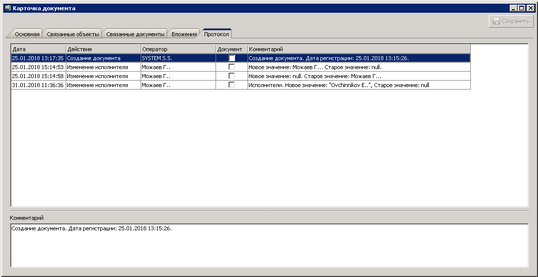 Карточка документа
Сохранить
Основная Связанные объекты Связанные документы Вложения Протокол
Дата Действие Оператор Документ Комментарий
25.01.2018 13:17:35 Создание документа SYSTEM S.S. Создание документа. Дата регистрации: 25.01.2018 13:15:26.
25.01.2018 15:14:53 Изменение исполнителя Можаев Г.. Новое значение: Можаев Г... Старое значение: null.
25.01.2018 15:14:58 Изменение исполнителя Можаев Г.. Новое значение: null. Старое значение: Можаев Г...
31.01.2018 11:36:36 Изменение исполнителя Можаев Г.. Исполнители. Новое значение: "Ovchinnikov E..", Старое значение: null
Комментарий
Создание документа. Дата регистрации: 25.01.2018 13:15:26.